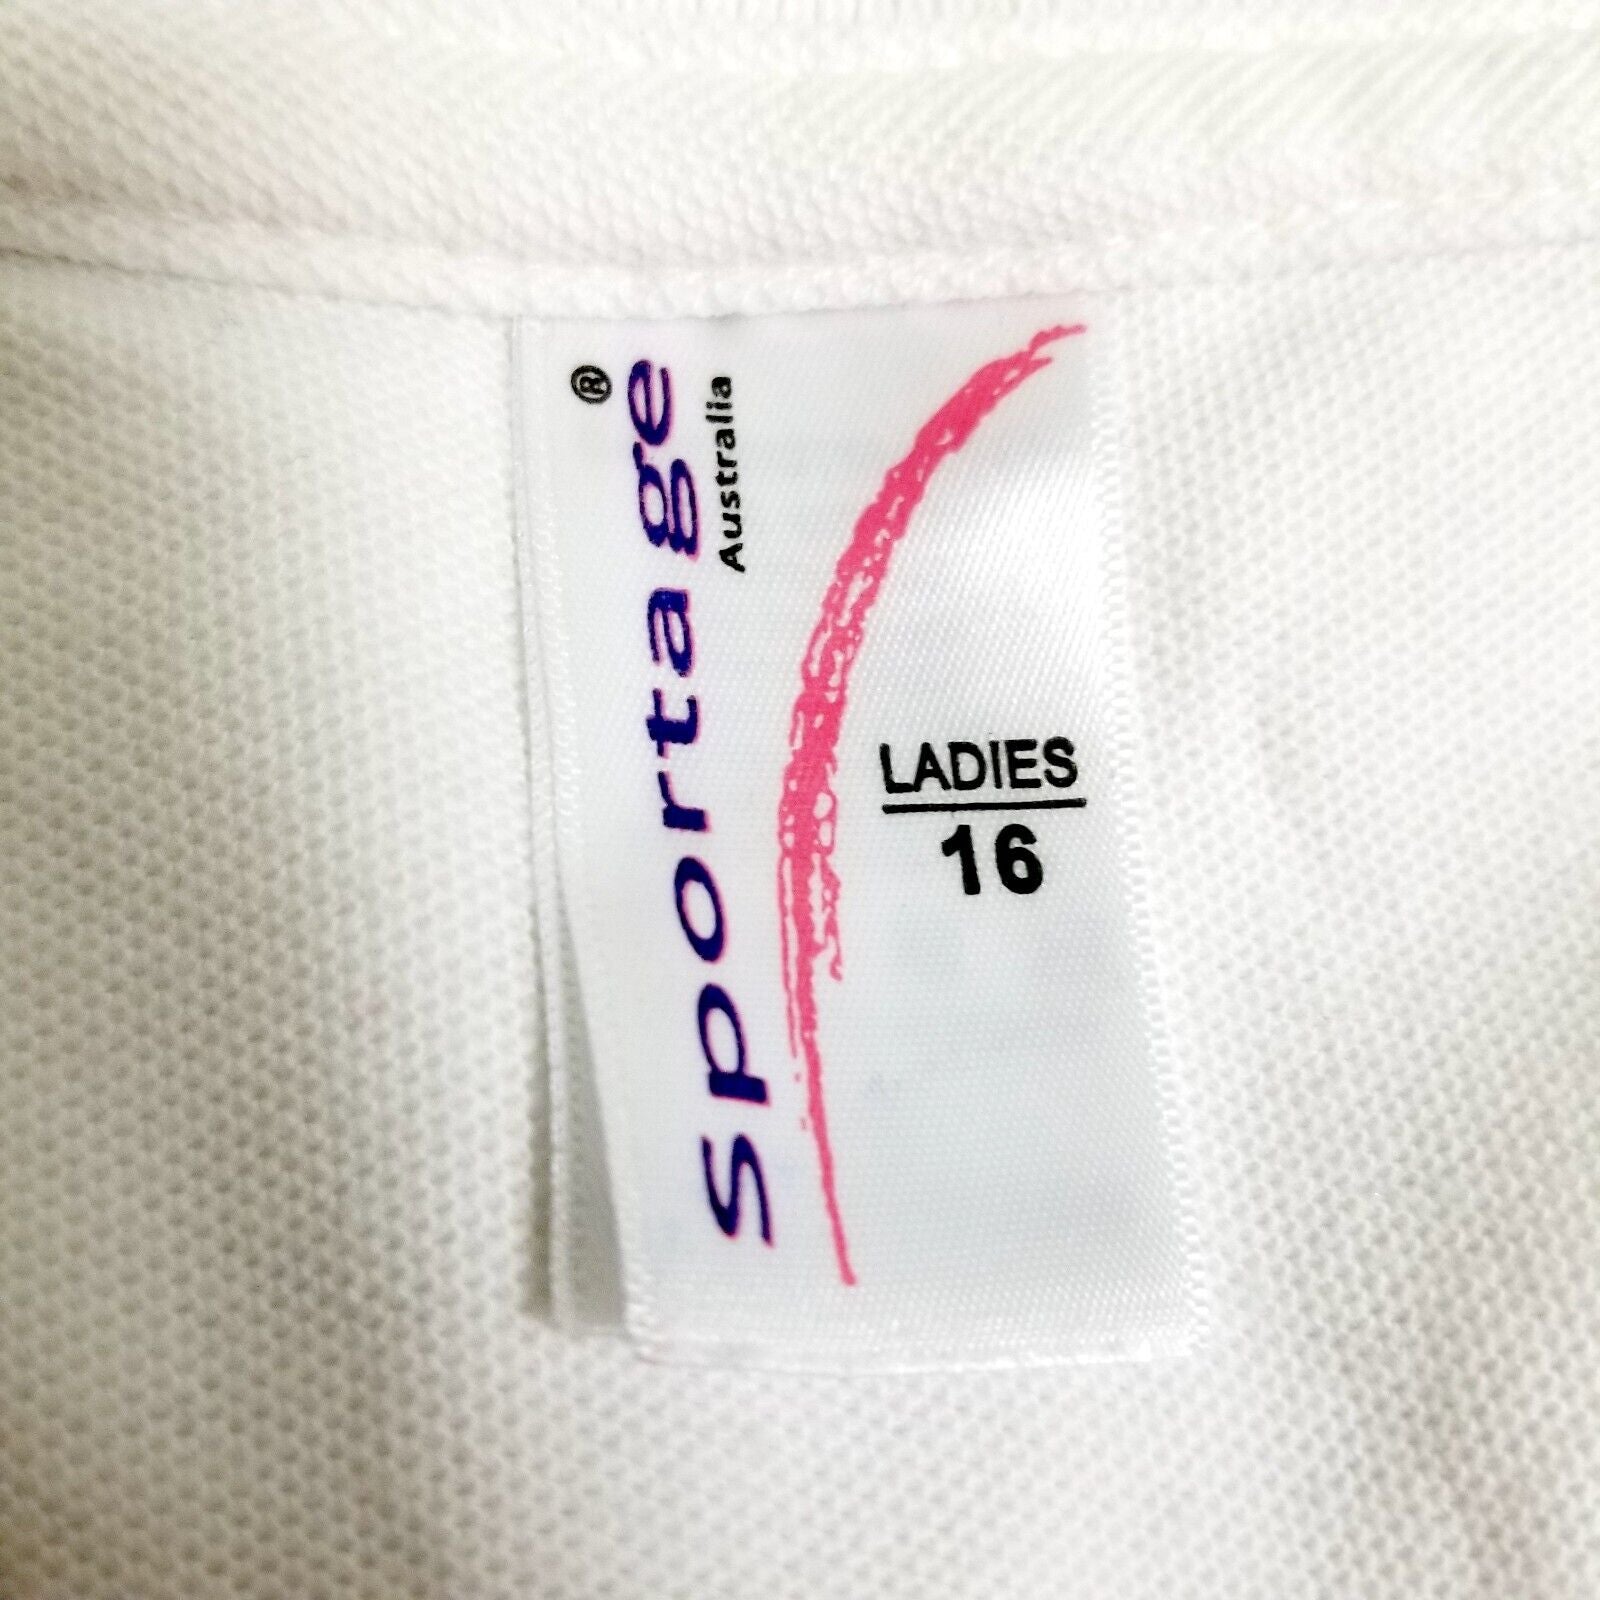 Sportage®
Australia
LADIES
16